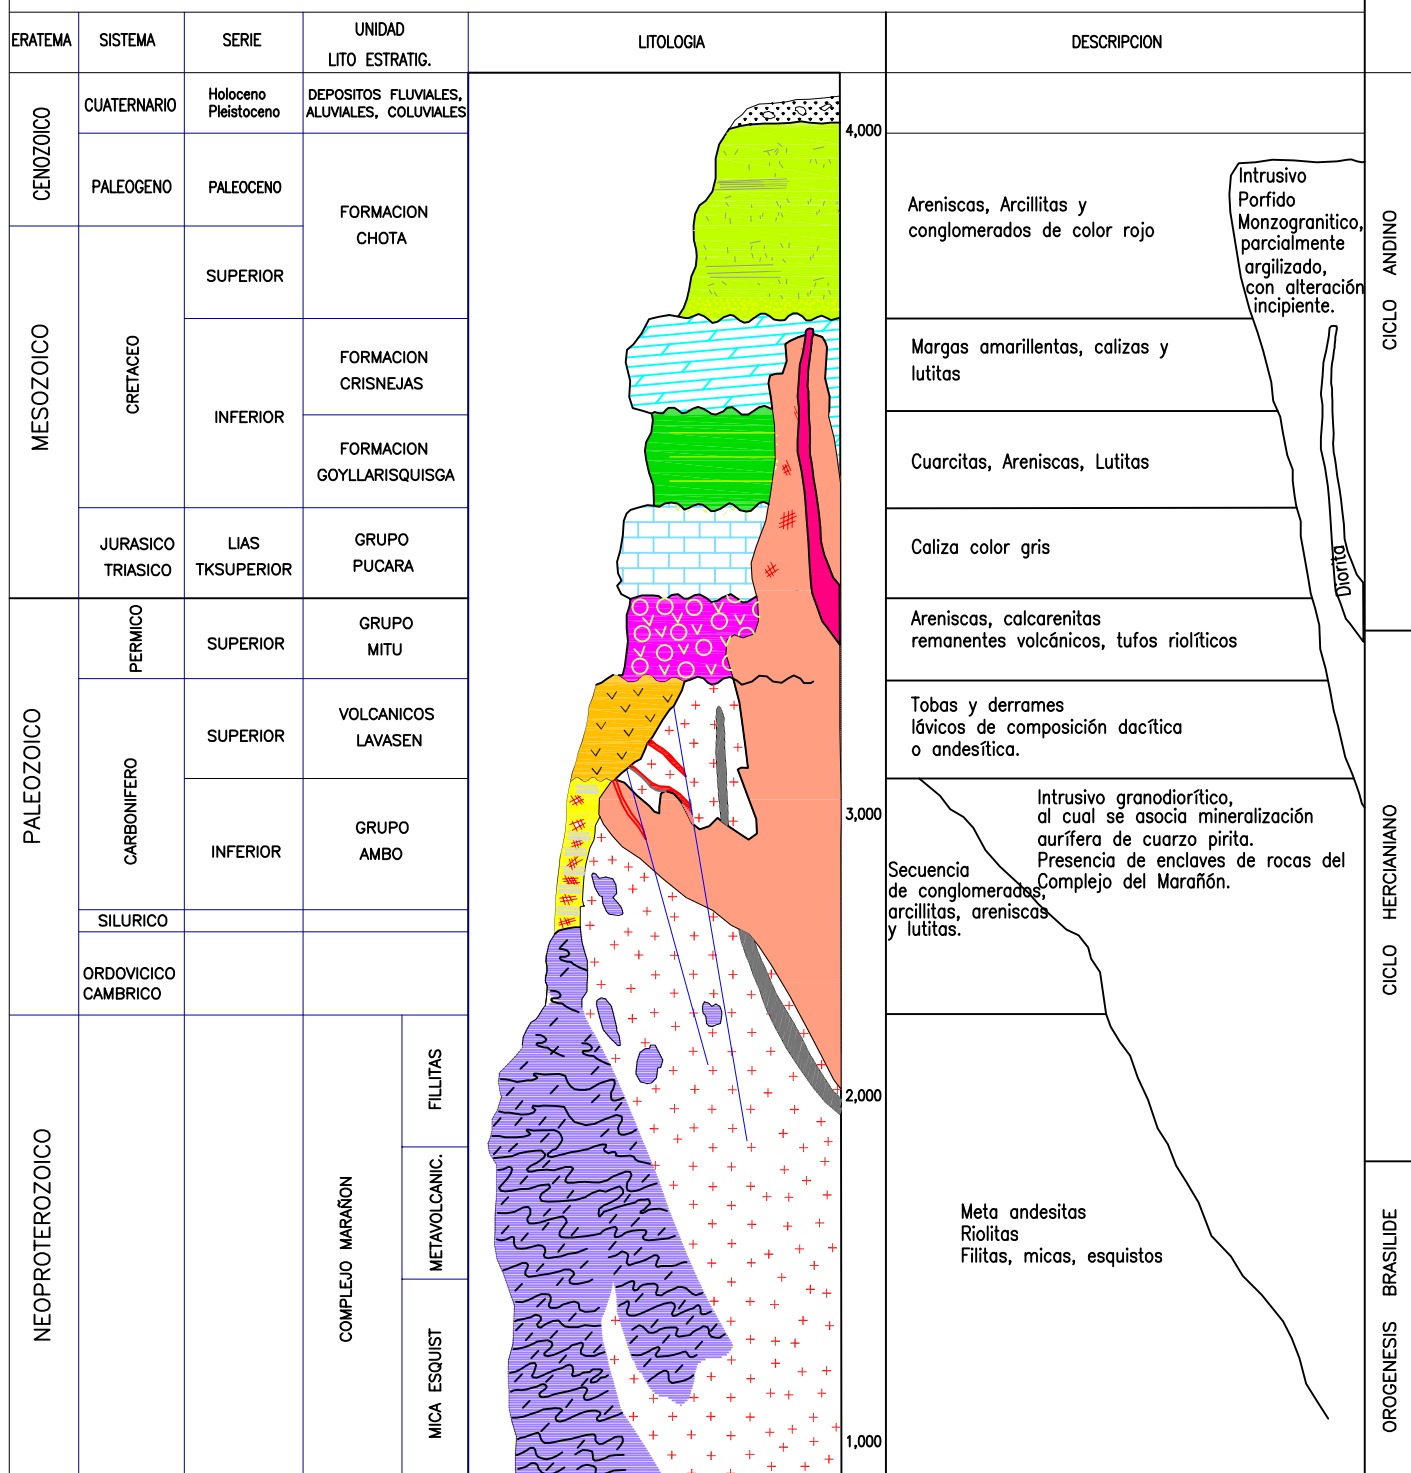 ERATEMA
SISTEMA
SERIE
UNIDAD
LITO ESTRATIG.
LITOLOGIA
DESCRIPCION
CENOZOICO
CUATERNARIO
Holoceno
Pleistoceno
DEPOSITOS FLUVIALES,
ALUVIALES, COLUVIALES
4,000
PALEOGENO
PALEOCENO
FORMACION
CHOTA
Areniscas, Arcillitas y
conglomerados de color rojo
Intrusivo
Porfido
Monzogranitico,
parcialmente
argilizado,
con alteración
incipiente.
CICLO ANDINO
MESOZOICO
CRETACEO
SUPERIOR
INFERIOR
FORMACION
CRISNEJAS
Margas amarillentas, calizas y
lutitas
FORMACION
GOYLLARISQUISGA
Cuarcitas, Areniscas, Lutitas
JURASICO
TRIASICO
LIAS
TKSUPERIOR
GRUPO
PUCARA
Caliza color gris
Diorita
PALEOZOICO
PERMICO
SUPERIOR
GRUPO
MITU
Areniscas, calcarenitas
remanentes volcánicos, tufos riolíticos
CARBONIFERO
SUPERIOR
VOLCANICOS
LAVASEN
Tobas y derrames
lávicos de composición dacítica
o andesítica.
INFERIOR
GRUPO
AMBO
3,000
Intrusivo granodiorítico,
al cual se asocia mineralización
aurífera de cuarzo pirita.
Presencia de enclaves de rocas del
Complejo del Marañón.
Secuencia
de conglomerados,
arcillitas, areniscas
y lutitas.
CICLO HERCIANIANO
SILURICO
ORDOVICICO
CAMBRICO
NEOPROTEROZOICO
COMPLEJO MARAÑON
FILLITAS
METAVOLCANIC.
MICA ESQUIST
2,000
Meta andesitas
Riolitas
Filitas, micas, esquistos
1,000
OROGENESIS BRASILIDE